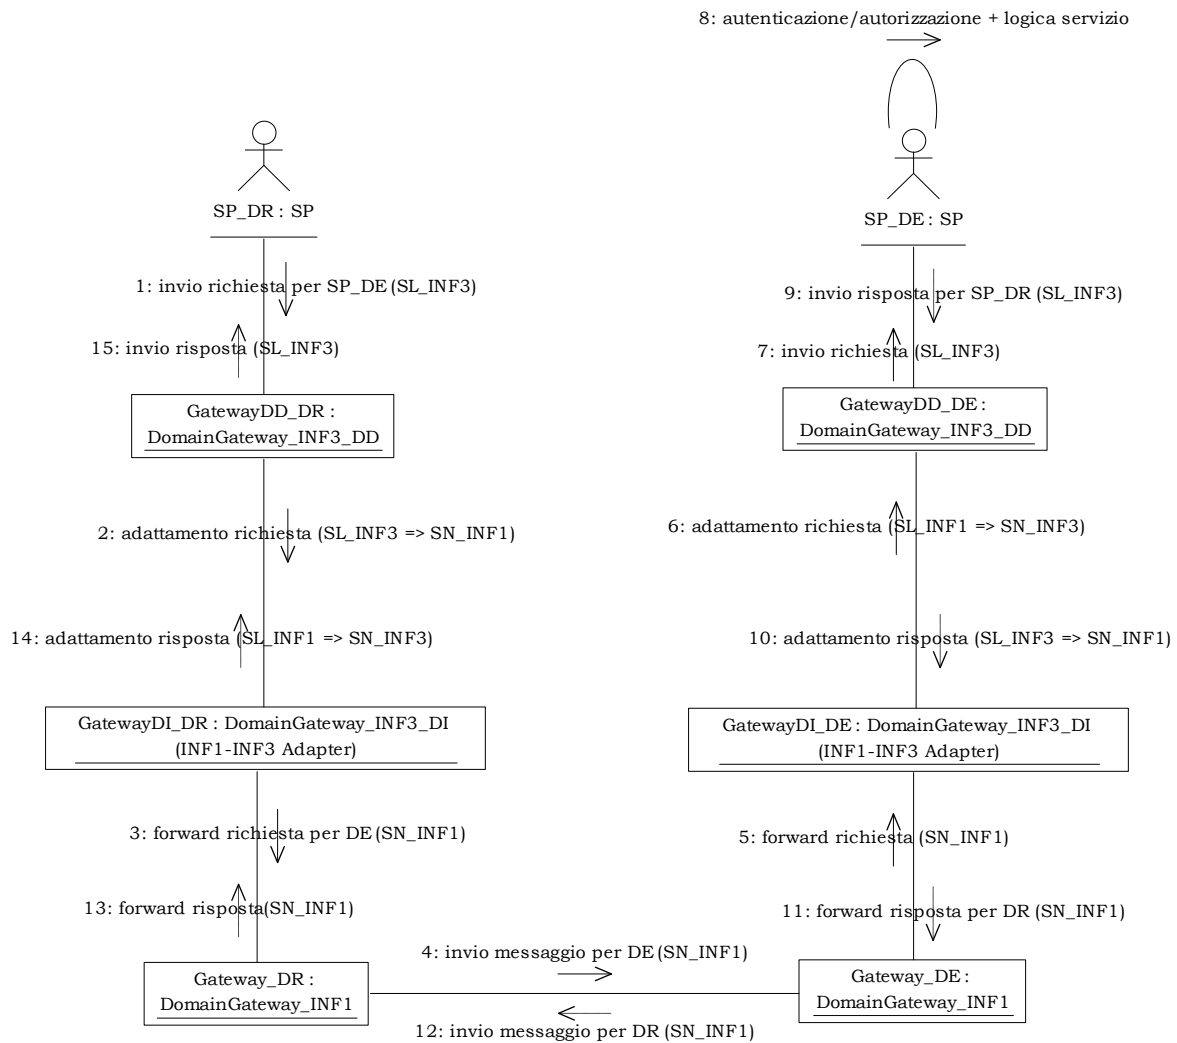 8: autenticazione/autorizzazione + logica servizio
SP_DR : SP
SP_DE : SP
1: invio richiesta per SP_DE (SL_INF3)
9: invio risposta per SP_DR (SL_INF3)
15: invio risposta (SL_INF3)
7: invio richiesta (SL_INF3)
GatewayDD_DR :
DomainGateway_INF3_DD
GatewayDD_DE :
DomainGateway_INF3_DD
2: adattamento richiesta (SL_INF3 => SN_INF1)
6: adattamento richiesta (SL_INF1 => SN_INF3)
14: adattamento risposta (SL_INF1 => SN_INF3)
10: adattamento risposta (SL_INF3 => SN_INF1)
GatewayDI_DR : DomainGateway_INF3_DI
(INF1-INF3 Adapter)
GatewayDI_DE : DomainGateway_INF3_DI
(INF1-INF3 Adapter)
3: forward richiesta per DE (SN_INF1)
5: forward richiesta (SN_INF1)
13: forward risposta(SN_INF1)
11: forward risposta per DR (SN_INF1)
4: invio messaggio per DE (SN_INF1)
Gateway_DR :
DomainGateway_INF1
Gateway_DE :
DomainGateway_INF1
12: invio messaggio per DR (SN_INF1)